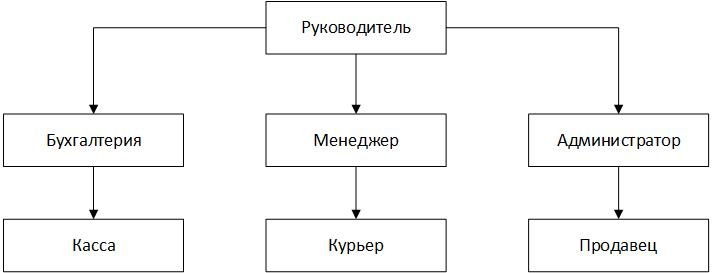 Руководитель
Бухгалтерия
Менеджер
Администратор
Касса
Курьер
Продавец